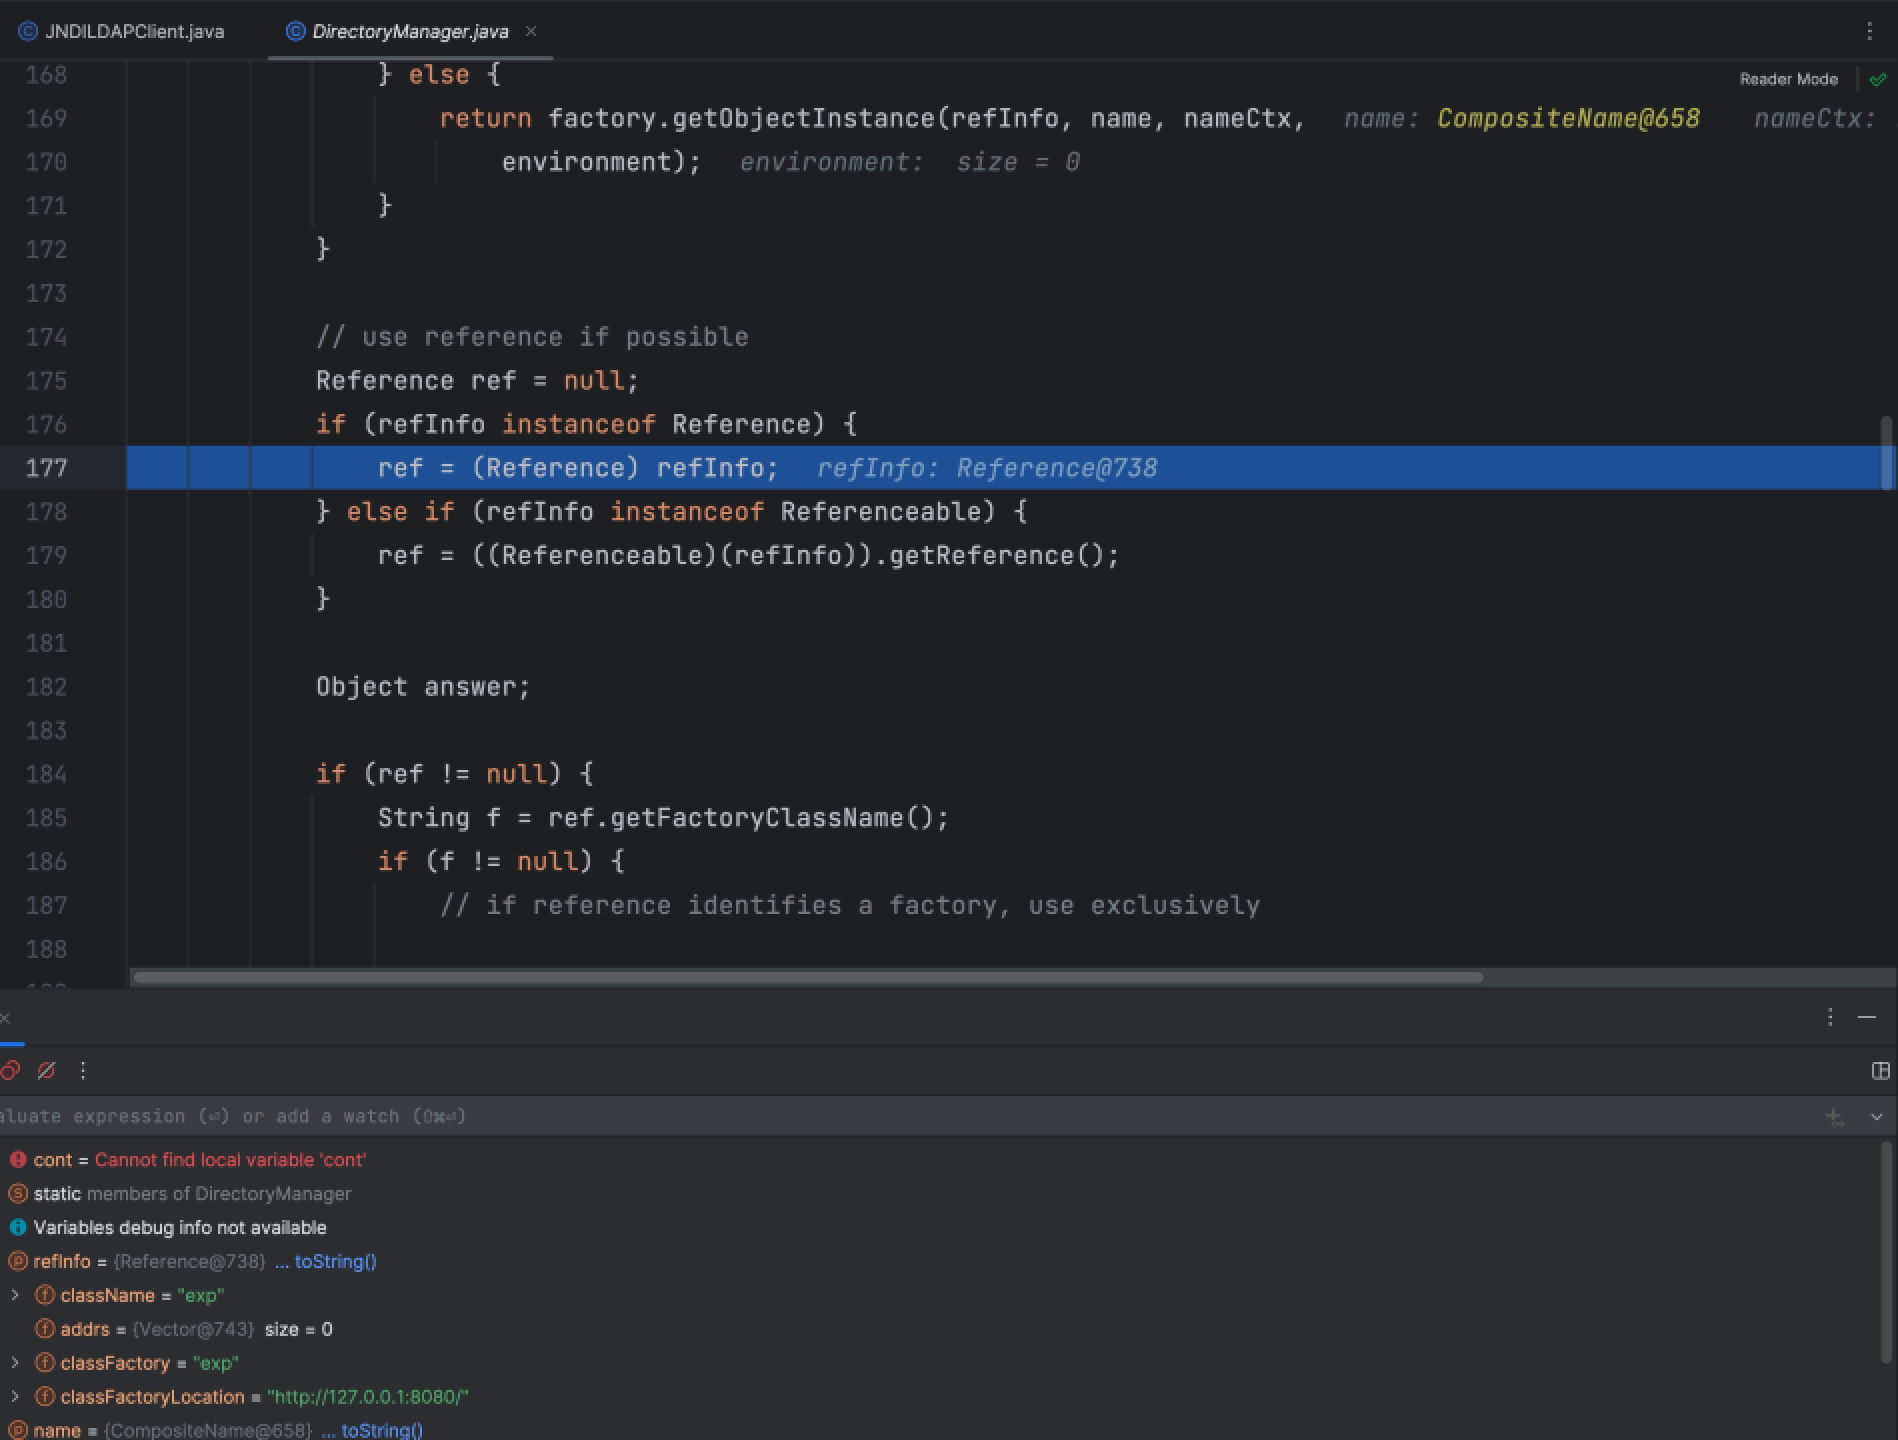 JNDILDAPClient.java DirectoryManager.java
Reader Mode
168 } else {
169 return factory.getObjectInstance(refInfo, name, nameCtx, name: CompositeName@658 nameCtx:
170 environment); environment: size = 0
171 }
172 }
173
174 // use reference if possible
175 Reference ref = null;
176 if (refInfo instanceof Reference) {
177 ref = (Reference) refInfo; refInfo: Reference@738
178 } else if (refInfo instanceof Referenceable) {
179 ref = ((Referenceable)(refInfo)).getReference();
180 }
181
182 Object answer;
183
184 if (ref != null) {
185 String f = ref.getFactoryClassName();
186 if (f != null) {
187 // if reference identifies a factory, use exclusively
188
aluate expression (⏎) or add a watch (⇧⌘⏎)
cont = Cannot find local variable 'cont'
static members of DirectoryManager
Variables debug info not available
refInfo = {Reference@738} ... toString()
className = "exp"
addrs = {Vector@743} size = 0
classFactory = "exp"
classFactoryLocation = "http://127.0.0.1:8080/"
name = {CompositeName@658} ... toString()